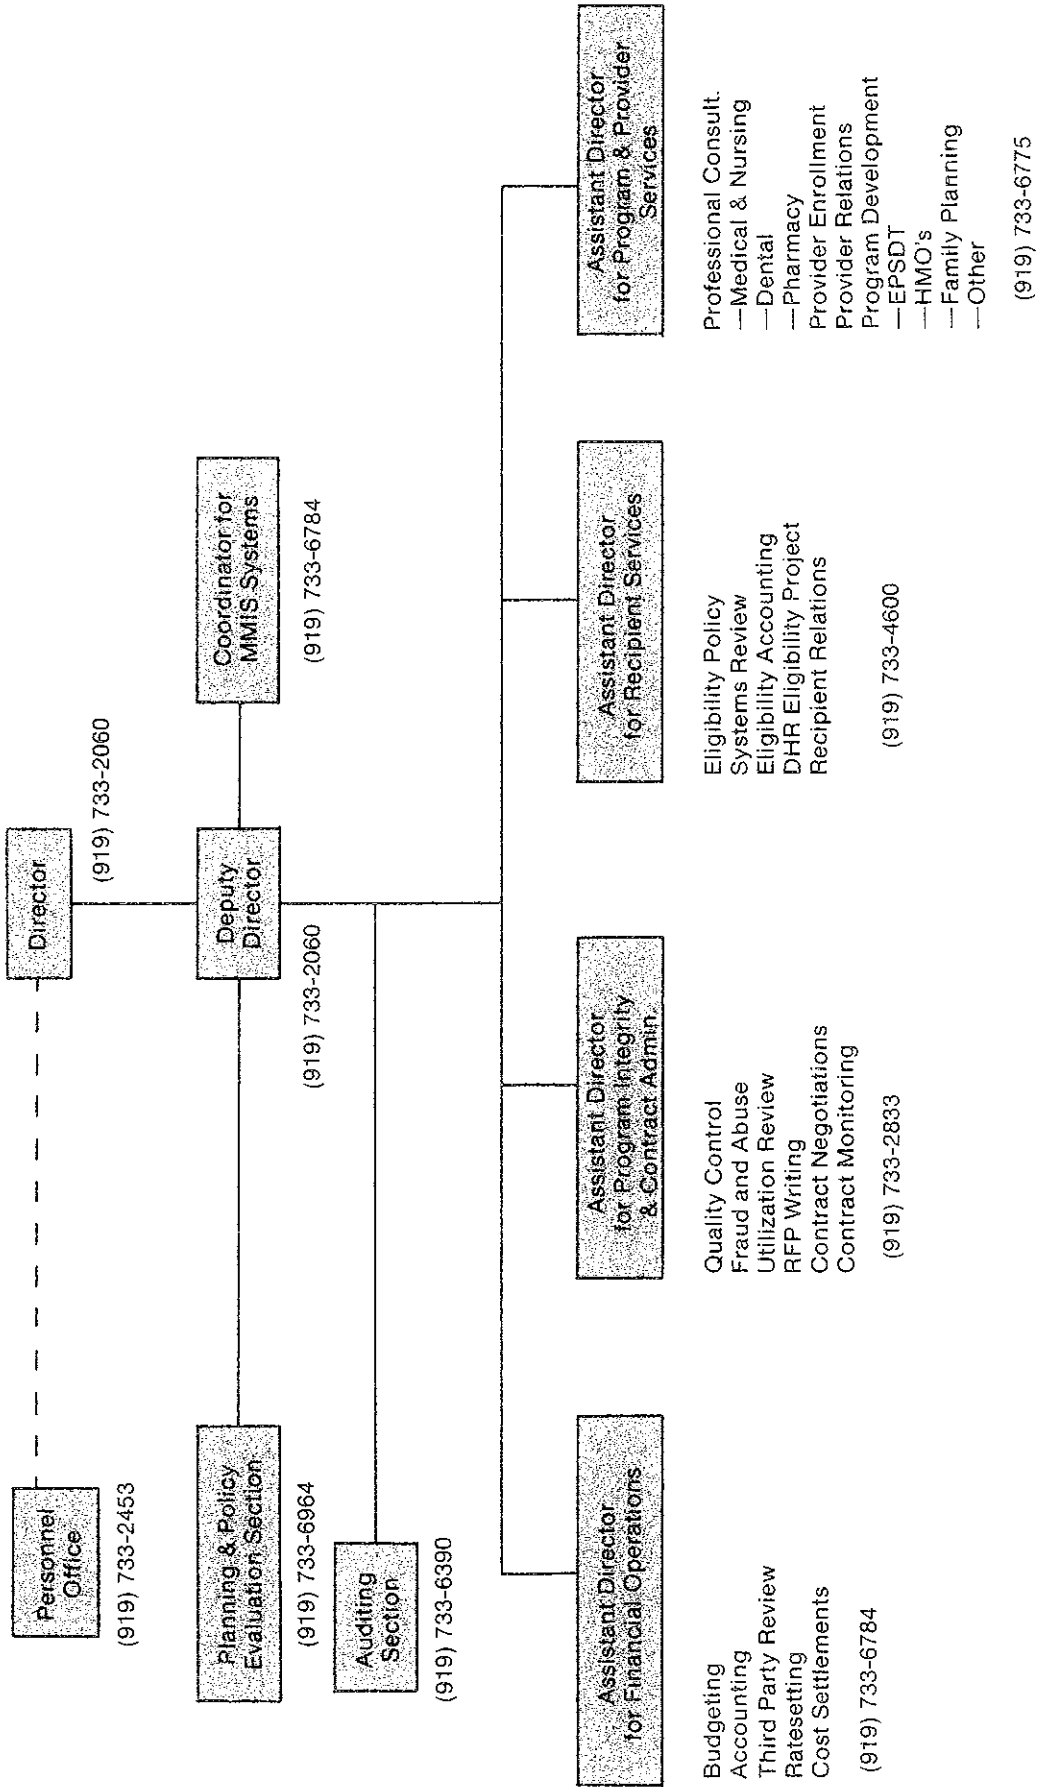 Director
(919) 733-2060
Personnel
Office
(919) 733-2453
Deputy
Director
(919) 733-2060
Coordinator for
MMIS Systems
(919) 733-6784
Planning & Policy
Evaluation Section
(919) 733-6964
Auditing
Section
(919) 733-6390
Assistant Director
for Financial Operations
Budgeting
Accounting
Third Party Review
Ratesetting
Cost Settlements
(919) 733-6784
Assistant Director
for Program Integrity
& Contract Admin.
Quality Control
Fraud and Abuse
Utilization Review
RFP Writing
Contract Negotiations
Contract Monitoring
(919) 733-2833
Assistant Director
for Recipient Services
Eligibility Policy
Systems Review
Eligibility Accounting
DHR Eligibility Project
Recipient Relations
(919) 733-4600
Assistant Director
for Program & Provider
Services
Professional Consult.
—Medical & Nursing
—Dental
—Pharmacy
Provider Enrollment
Provider Relations
Program Development
—EPSDT
—HMO's
—Family Planning
—Other
(919) 733-6775